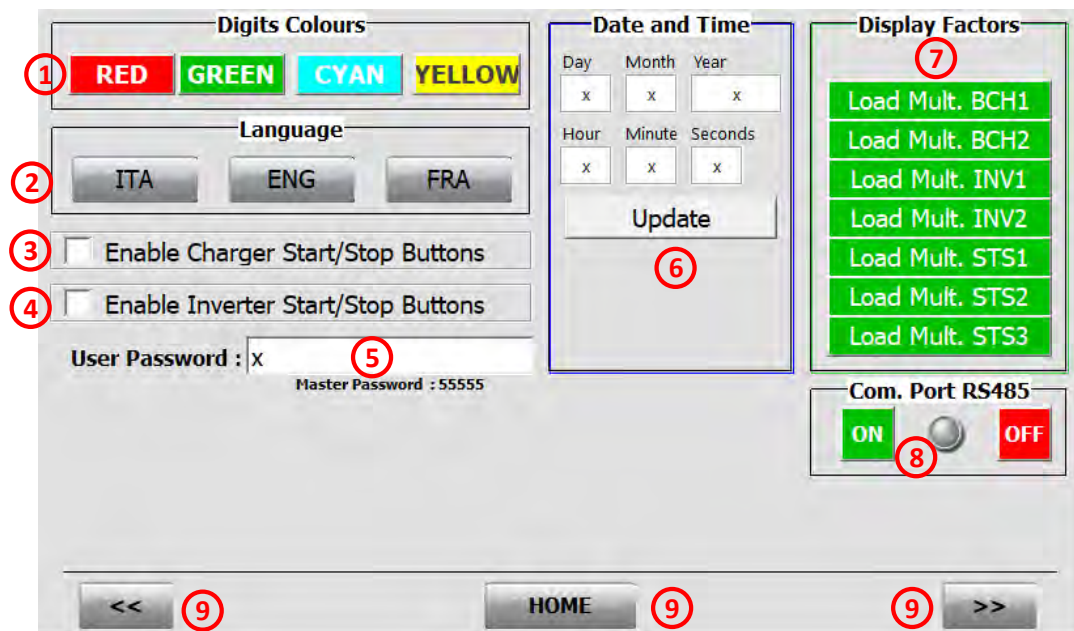 Digits Colours
1 RED GREEN CYAN YELLOW
Language
2 ITA ENG FRA
3 Enable Charger Start/Stop Buttons
4 Enable Inverter Start/Stop Buttons
User Password : x 5
Master Password : 55555
Date and Time
Day Month Year
x x x
Hour Minute Seconds
x x x
Update
6
Display Factors
7
Load Mult. BCH1
Load Mult. BCH2
Load Mult. INV1
Load Mult. INV2
Load Mult. STS1
Load Mult. STS2
Load Mult. STS3
Com. Port RS485
ON 8 OFF
<< 9 HOME 9 9 >>